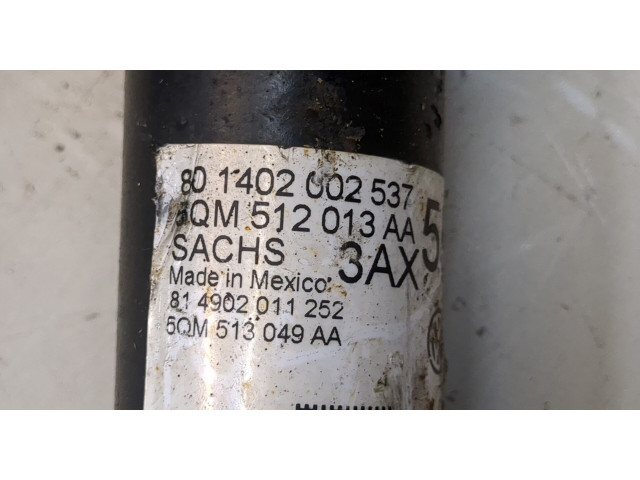 80 1402 002 537
5QM 512 013 AA
5
SACHS 3AX
Made in Mexico:
81 4902 011 252
5QM 513 049 AA